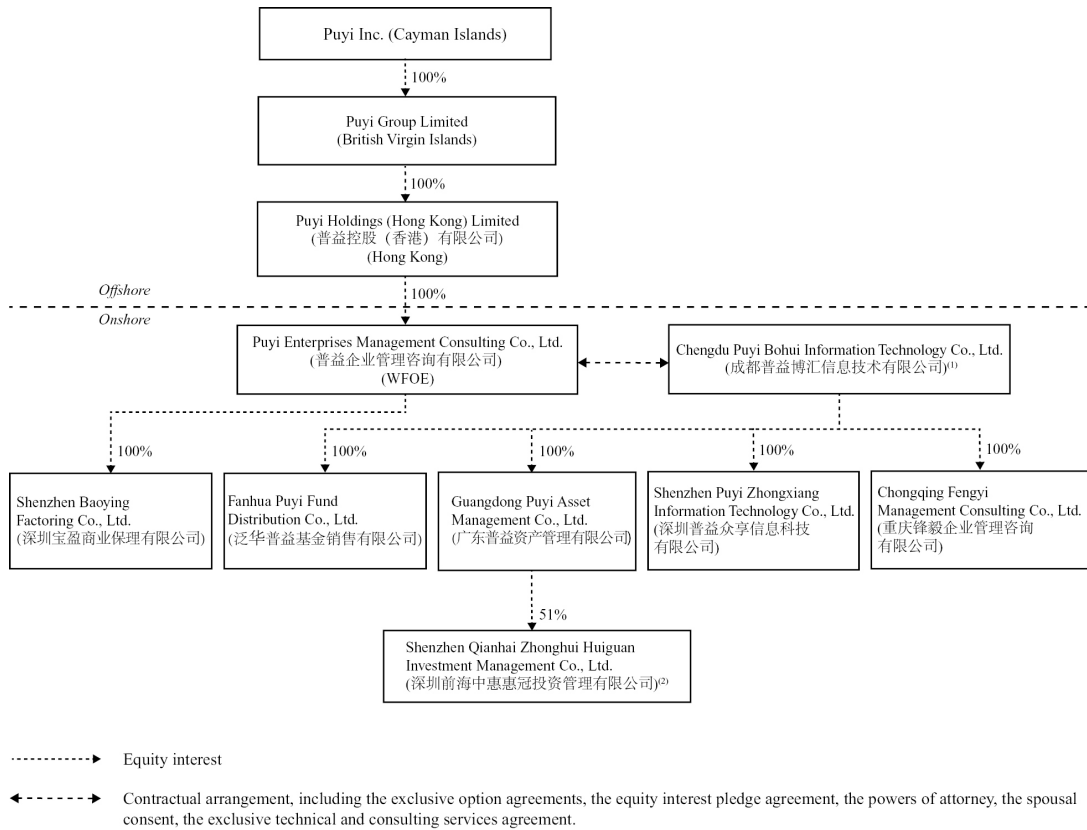 Puyi Inc. (Cayman Islands)
100%
Puyi Group Limited
(British Virgin Islands)
100%
Puyi Holdings (Hong Kong) Limited
(普益控股（香港）有限公司)
(Hong Kong)
Offshore
100%
Onshore
Puyi Enterprises Management Consulting Co., Ltd.
(普益企业管理咨询有限公司)
(WFOE)
Chengdu Puyi Bohui Information Technology Co., Ltd.
(成都普益博汇信息技术有限公司)(1)
100%
100%
100%
100%
100%
Shenzhen Baoying
Factoring Co., Ltd.
(深圳宝盈商业保理有限公司)
Fanhua Puyi Fund
Distribution Co., Ltd.
(泛华普益基金销售有限公司)
Guangdong Puyi Asset
Management Co., Ltd.
(广东普益资产管理有限公司)
Shenzhen Puyi Zhongxiang
Information Technology Co., Ltd.
(深圳普益众享信息科技
有限公司)
Chongqing Fengyi
Management Consulting Co., Ltd.
(重庆锋毅企业管理咨询
有限公司)
51%
Shenzhen Qianhai Zhonghui Huiguan
Investment Management Co., Ltd.
(深圳前海中惠惠冠投资管理有限公司)(2)
Equity interest
Contractual arrangement, including the exclusive option agreements, the equity interest pledge agreement, the powers of attorney, the spousal
consent, the exclusive technical and consulting services agreement.